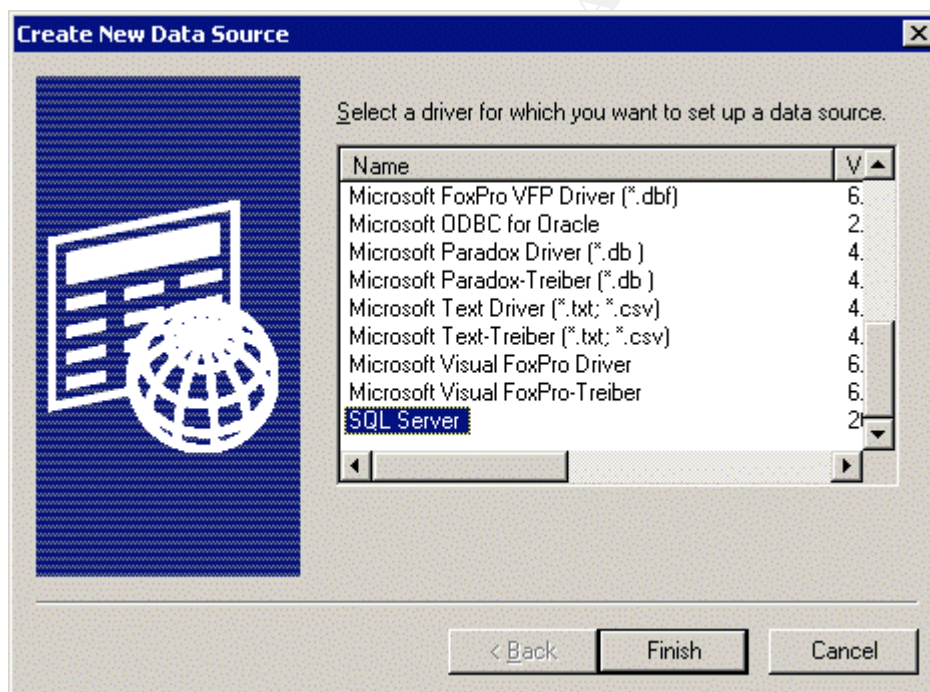 Create New Data Source
Select a driver for which you want to set up a data source.
Name V
Microsoft FoxPro VFP Driver (*.dbf) 6.
Microsoft ODBC for Oracle 2.
Microsoft Paradox Driver (*.db ) 4.
Microsoft Paradox-Treiber (*.db ) 4.
Microsoft Text Driver (*.txt; *.csv) 4.
Microsoft Text-Treiber (*.txt; *.csv) 4.
Microsoft Visual FoxPro Driver 6.
Microsoft Visual FoxPro-Treiber 6.
SQL Server 2
< Back Finish Cancel